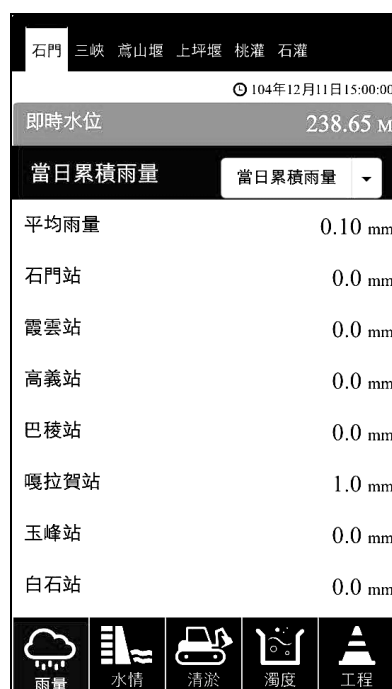 石門 三峽 鳶山堰 上坪堰 桃灌 石灌
104年12月11日15:00:00
即時水位 238.65 M
當日累積雨量 當日累積雨量
平均雨量 0.10 mm
石門站 0.0 mm
霞雲站 0.0 mm
高義站 0.0 mm
巴稜站 0.0 mm
嘎拉賀站 1.0 mm
玉峰站 0.0 mm
白石站 0.0 mm
雨量 水情 清淤 濁度 工程